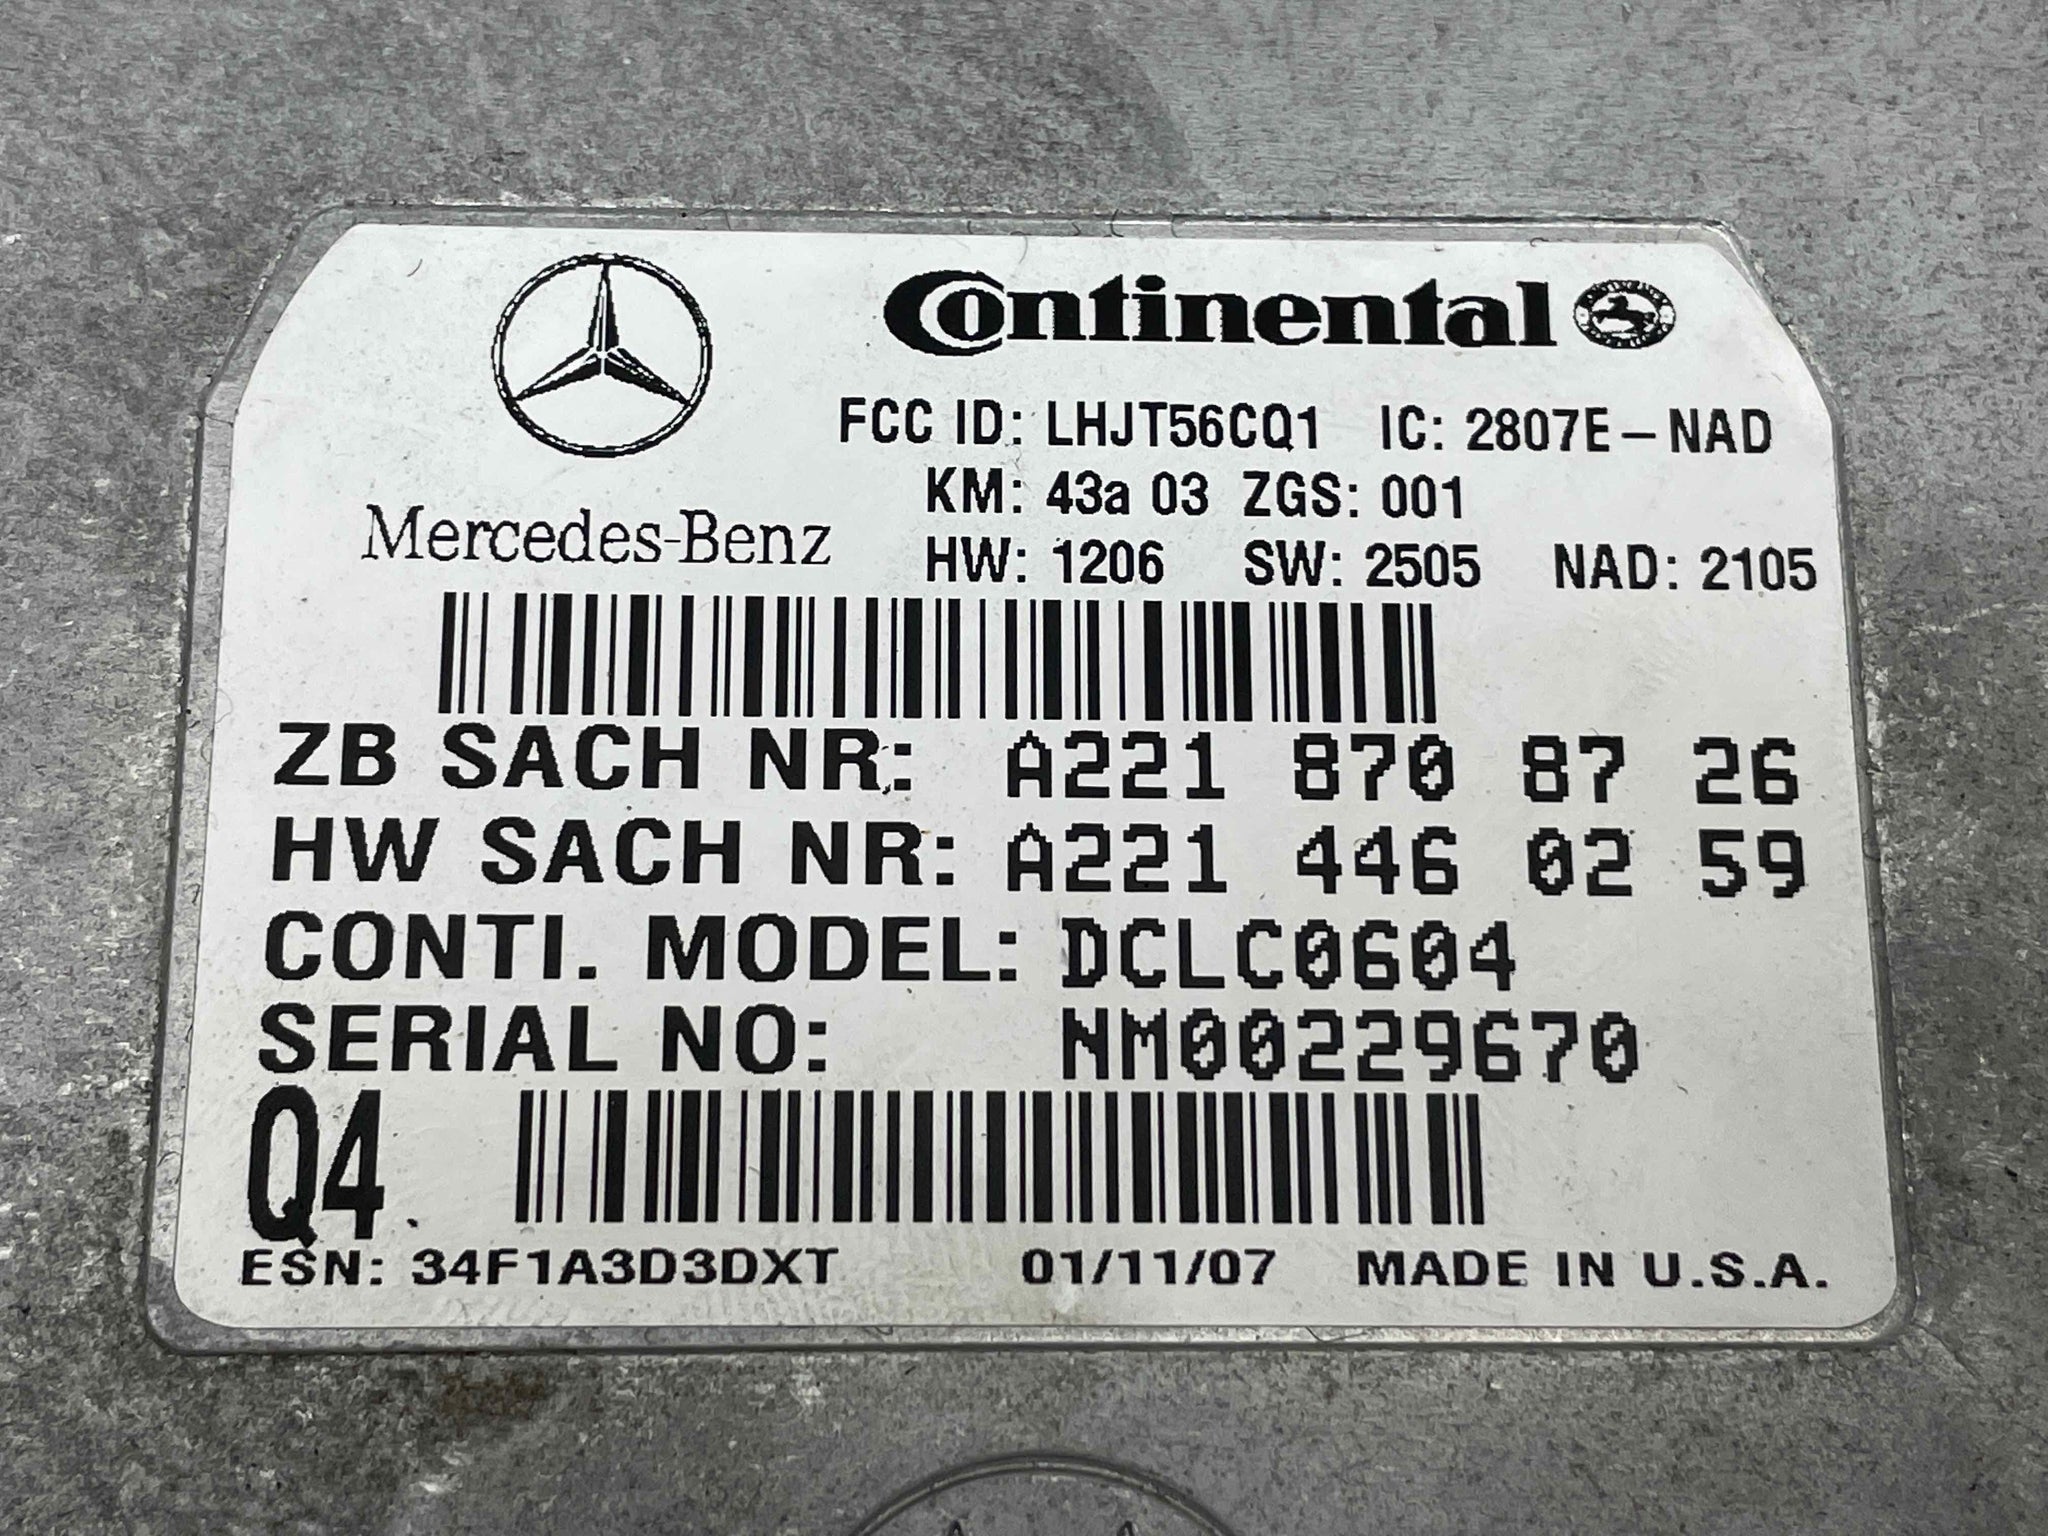 Continental
FCC ID: LHJT56CQ1 IC: 2807E-NAD
KM: 43a 03 ZGS: 001
Mercedes-Benz
HW: 1206 SW: 2505 NAD: 2105
ZB SACH NR: A221 870 87 26
HW SACH NR: A221 446 02 59
CONTI. MODEL: DCLC0604
SERIAL NO: NM00229670
Q4
ESN: 34F1A3D3DXT 01/11/07 MADE IN U.S.A.